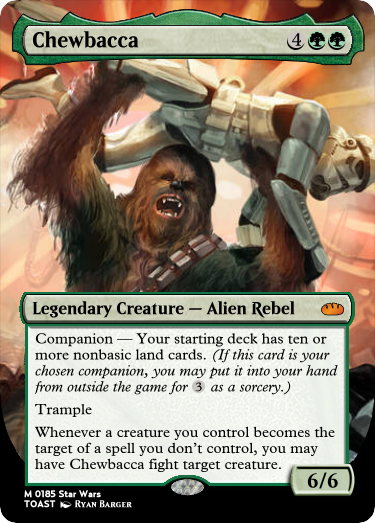 Chewbacca 4
Legendary Creature — Alien Rebel
Companion — Your starting deck has ten or
more nonbasic land cards. (If this card is your
chosen companion, you may put it into your hand
from outside the game for 3 as a sorcery.)
Trample
Whenever a creature you control becomes the
target of a spell you don't control, you may
have Chewbacca fight target creature.
6/6
M 0185 Star Wars
TOAST RYAN BARGER